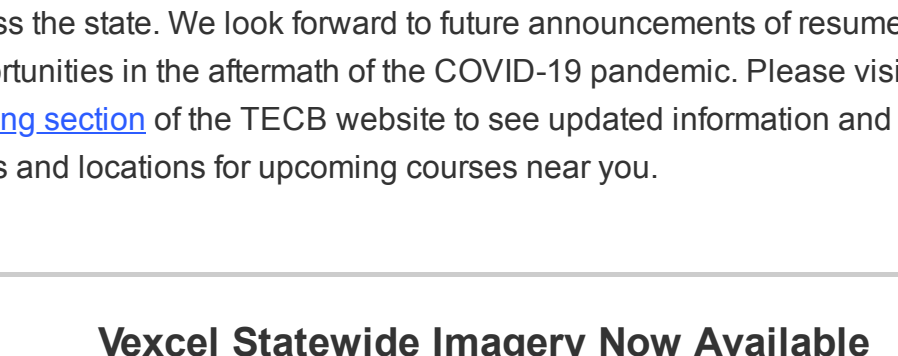 ss the state. We look forward to future announcements of resume
rtunities in the aftermath of the COVID-19 pandemic. Please visi
ng section of the TECB website to see updated information and
s and locations for upcoming courses near you.
Vexcel Statewide Imagery Now Available